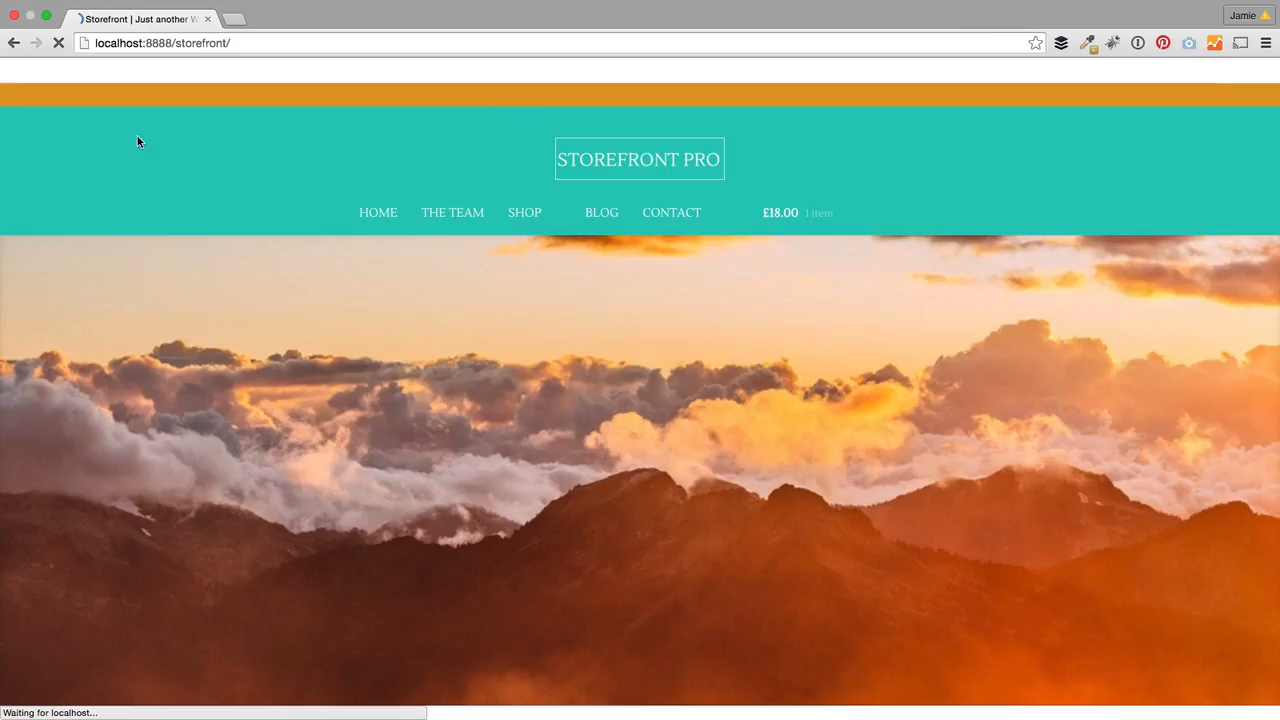 Storefront | Just another W
Jamie
localhost:8888/storefront/
STOREFRONT PRO
HOME THE TEAM SHOP BLOG CONTACT £18.00 1 item
Waiting for localhost...